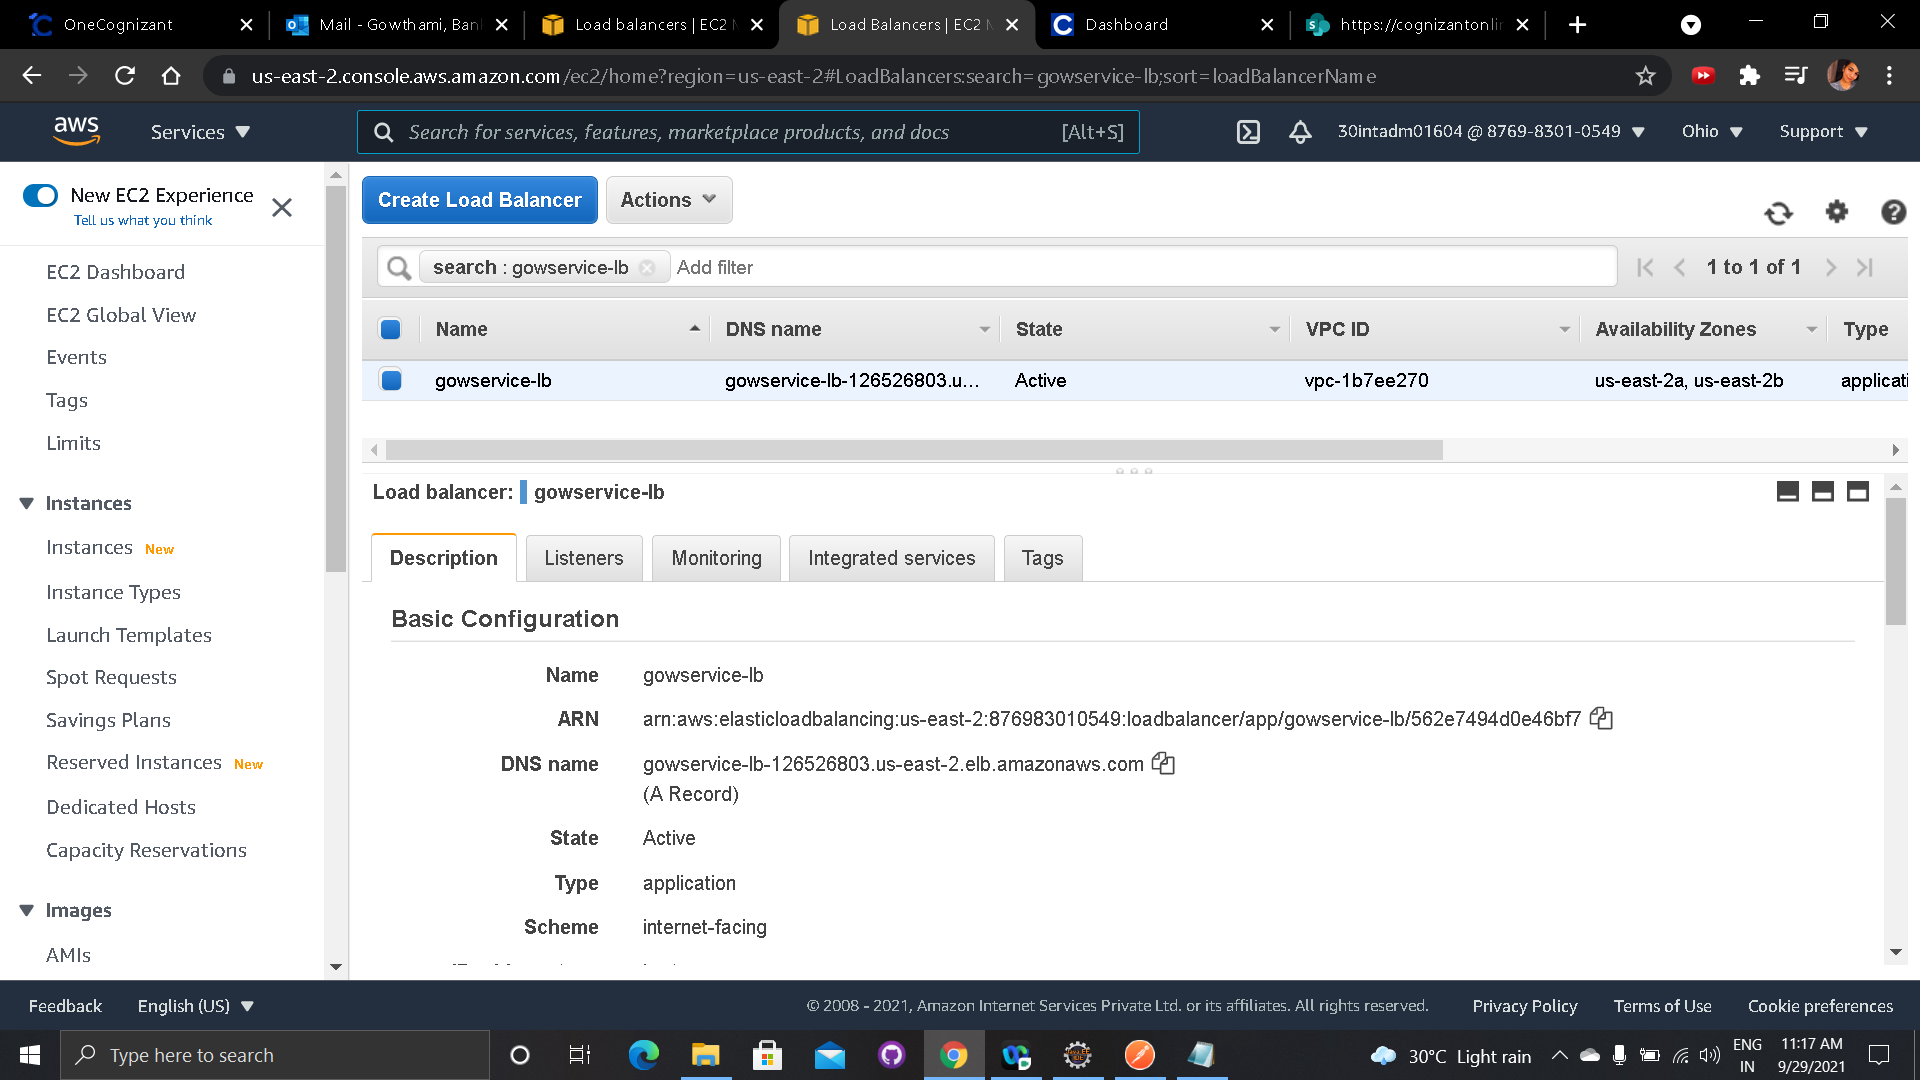 OneCognizant
Mail - Gowthami, Ban
Load balancers | EC2 M
Load Balancers | EC2 M
Dashboard
https://cognizantonlin
us-east-2.console.aws.amazon.com/ec2/home?region=us-east-2#LoadBalancers:search=gowservice-lb;sort=loadBalancerName
aws
Services
Search for services, features, marketplace products, and docs
[Alt+S]
30intadm01604 @ 8769-8301-0549
Ohio
Support
New EC2 Experience
Tell us what you think
EC2 Dashboard
EC2 Global View
Events
Tags
Limits
Instances
Instances New
Instance Types
Launch Templates
Spot Requests
Savings Plans
Reserved Instances New
Dedicated Hosts
Capacity Reservations
Images
AMIs
Create Load Balancer
Actions
search : gowservice-lb
Add filter
1 to 1 of 1
Name
DNS name
State
VPC ID
Availability Zones
Type
gowservice-lb
gowservice-lb-126526803.u...
Active
vpc-1b7ee270
us-east-2a, us-east-2b
applicati
Load balancer: gowservice-lb
Description
Listeners
Monitoring
Integrated services
Tags
Basic Configuration
Name gowservice-lb
ARN arn:aws:elasticloadbalancing:us-east-2:876983010549:loadbalancer/app/gowservice-lb/562e7494d0e46bf7
DNS name gowservice-lb-126526803.us-east-2.elb.amazonaws.com
(A Record)
State Active
Type application
Scheme internet-facing
Feedback
English (US)
© 2008 - 2021, Amazon Internet Services Private Ltd. or its affiliates. All rights reserved.
Privacy Policy
Terms of Use
Cookie preferences
Type here to search
30°C Light rain
ENG
IN
11:17 AM
9/29/2021